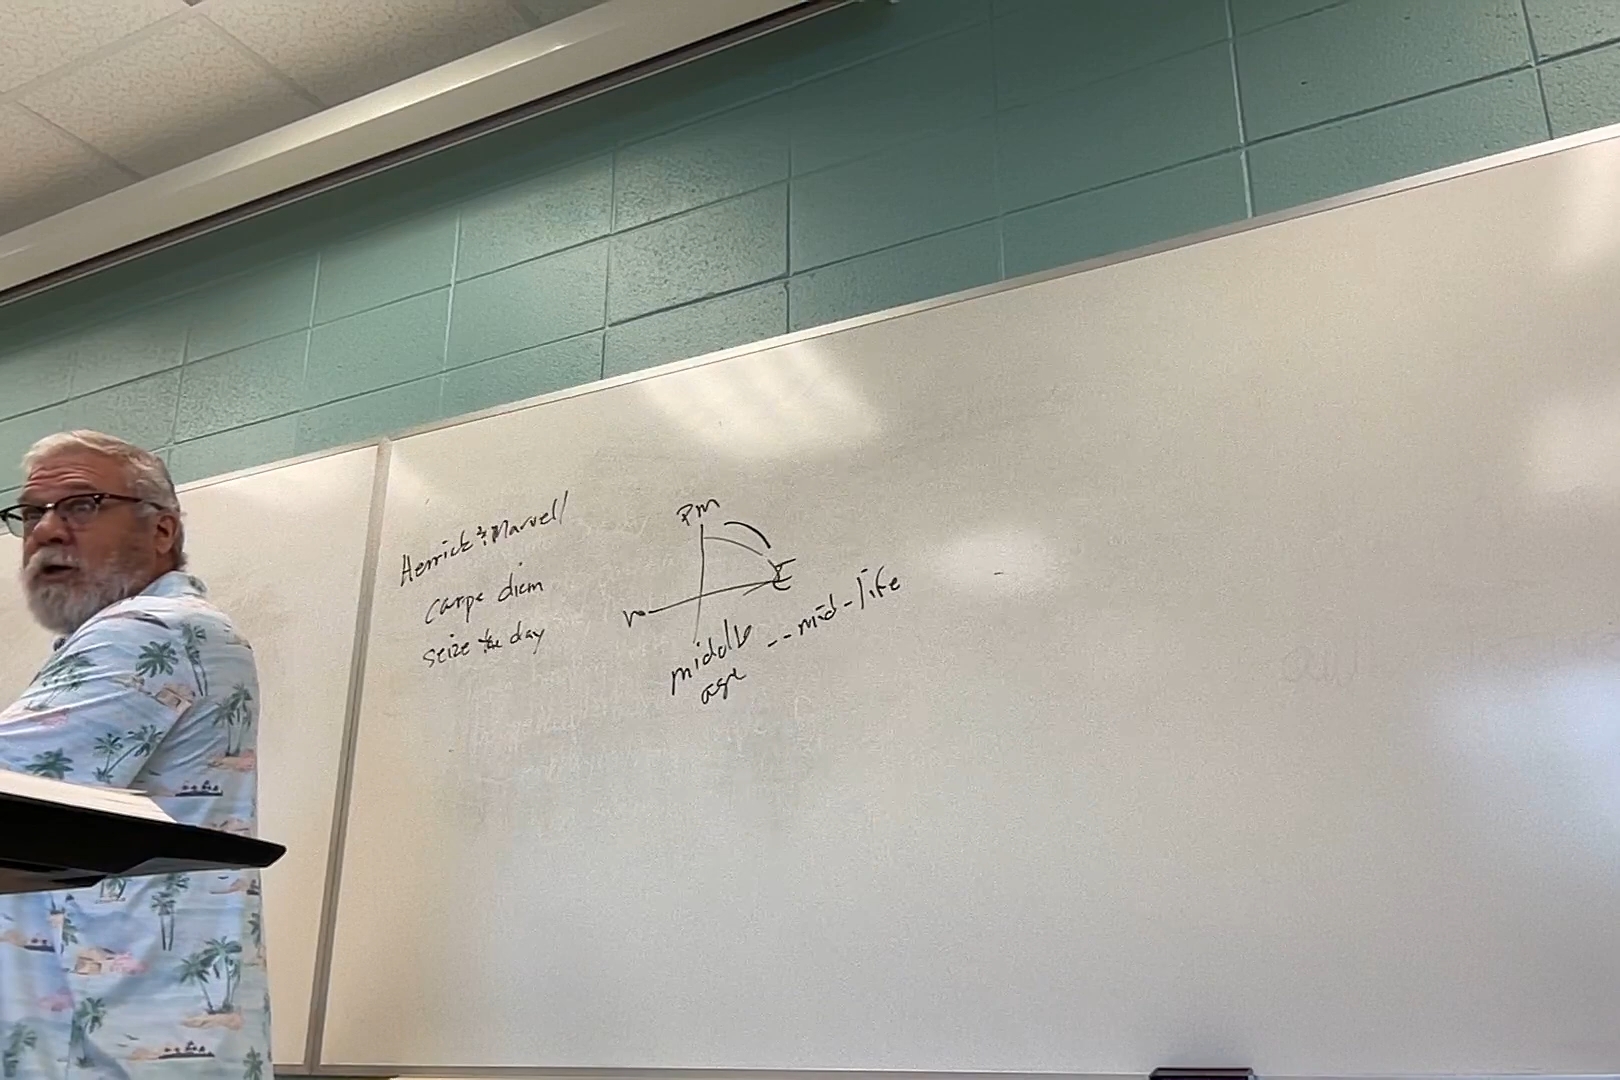 Herrick & Marvell
carpe diem
seize the day
PM
W
E
middle
age -- mid-life